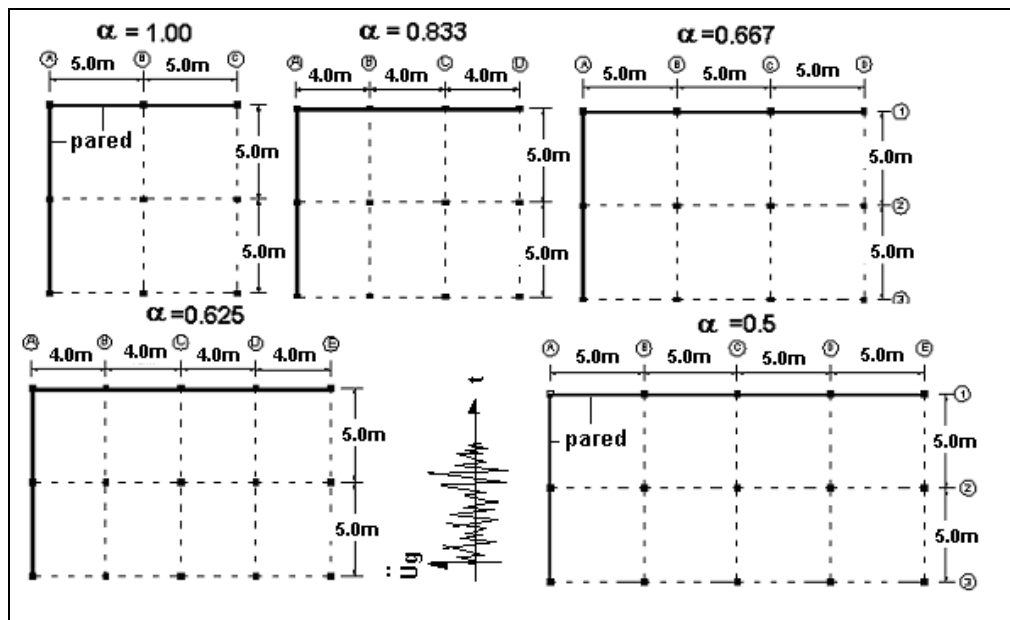 α = 1.00
A B C
5.0m 5.0m
pared
5.0m
5.0m
α = 0.833
A B C D
4.0m 4.0m 4.0m
5.0m
5.0m
α =0.667
A B C D
5.0m 5.0m 5.0m
1
5.0m
2
5.0m
3
α =0.625
A B C D E
4.0m 4.0m 4.0m 4.0m
5.0m
5.0m
t
Üg
α =0.5
A B C D E
5.0m 5.0m 5.0m 5.0m
1
pared
5.0m
2
5.0m
3